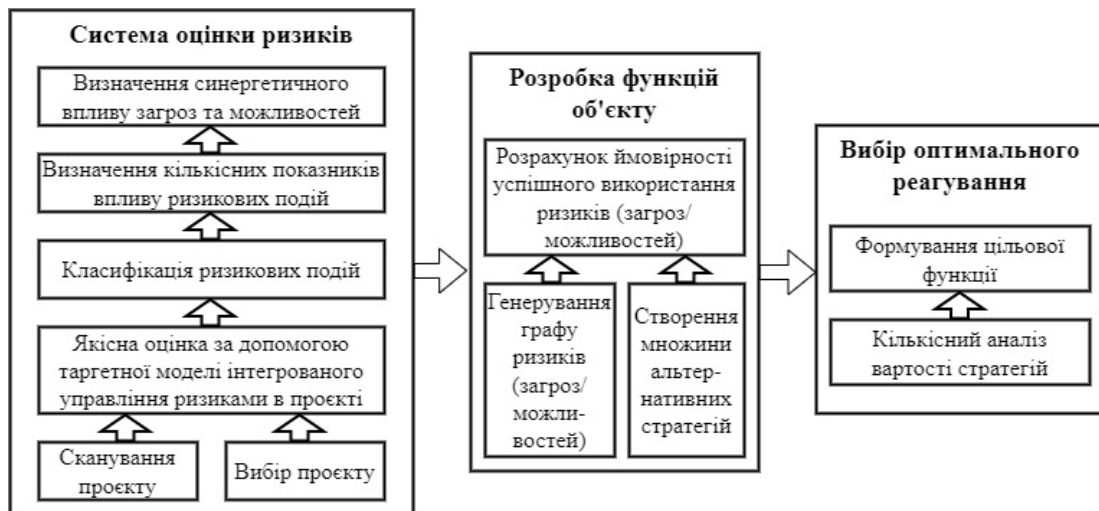 Система оцінки ризиків
Визначення синергетичного
впливу загроз та можливостей
Визначення кількісних показників
впливу ризикових подій
Класифікація ризикових подій
Якісна оцінка за допомогою
таргетної моделі інтегрованого
управління ризиками в проєкті
Сканування
проєкту
Вибір проєкту
Розробка функцій
об'єкту
Розрахунок ймовірності
успішного використання
ризиків (загроз/
можливостей)
Генерування
графу
ризиків
(загроз/
можли-
востей)
Створення
множини
альтер-
нативних
стратегій
Вибір оптимального
реагування
Формування цільової
функції
Кількісний аналіз
вартості стратегій